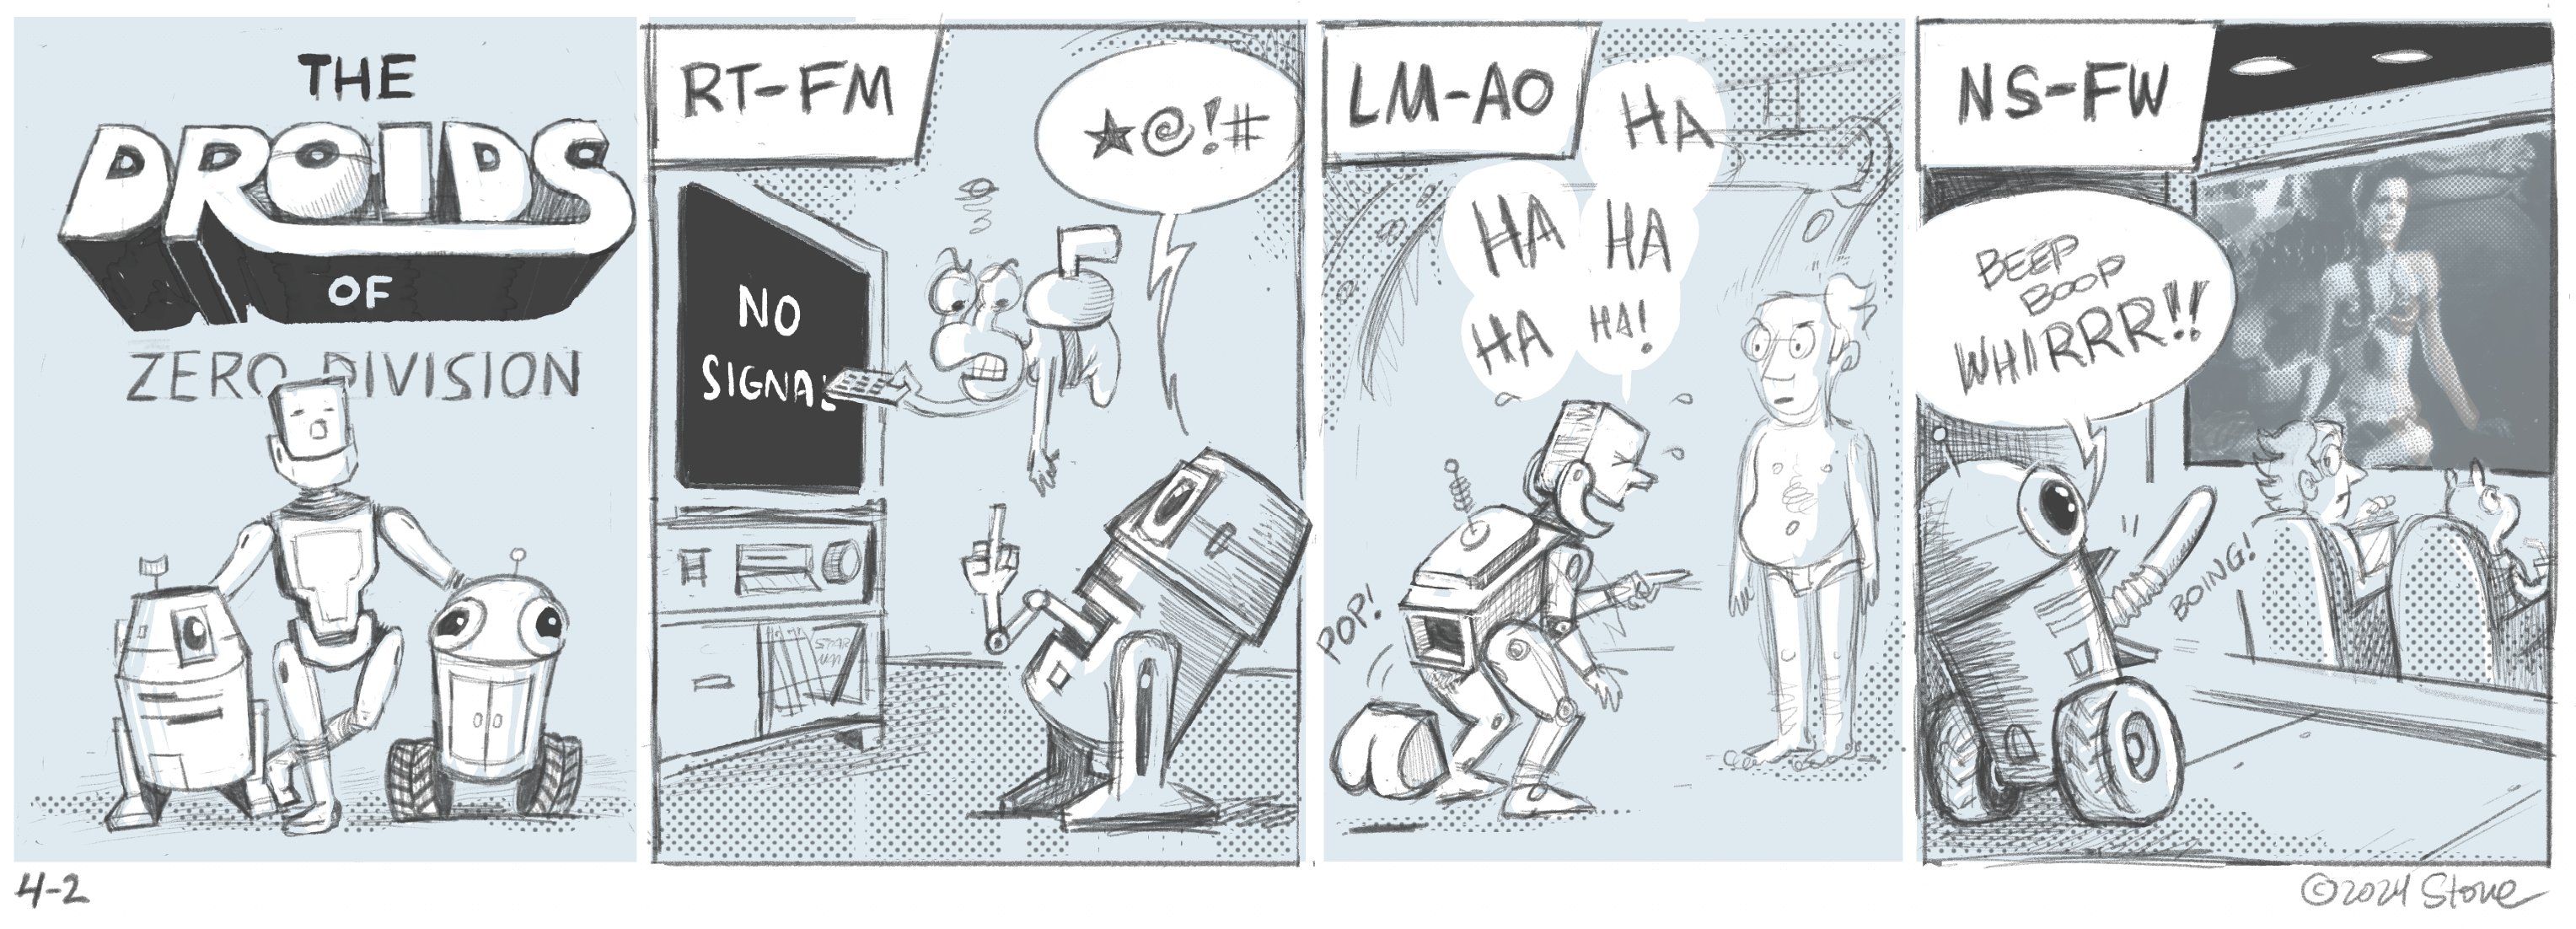 THE
DROIDS
OF
ZERO DIVISION
RT-FM
★@!#
NO
SIGNAL
LM-AO
HA
HA HA
HA HA!
POP!
NS-FW
BEEP
BOOP
WHIRRR!!
BOING!
4-2
©2024 Stone